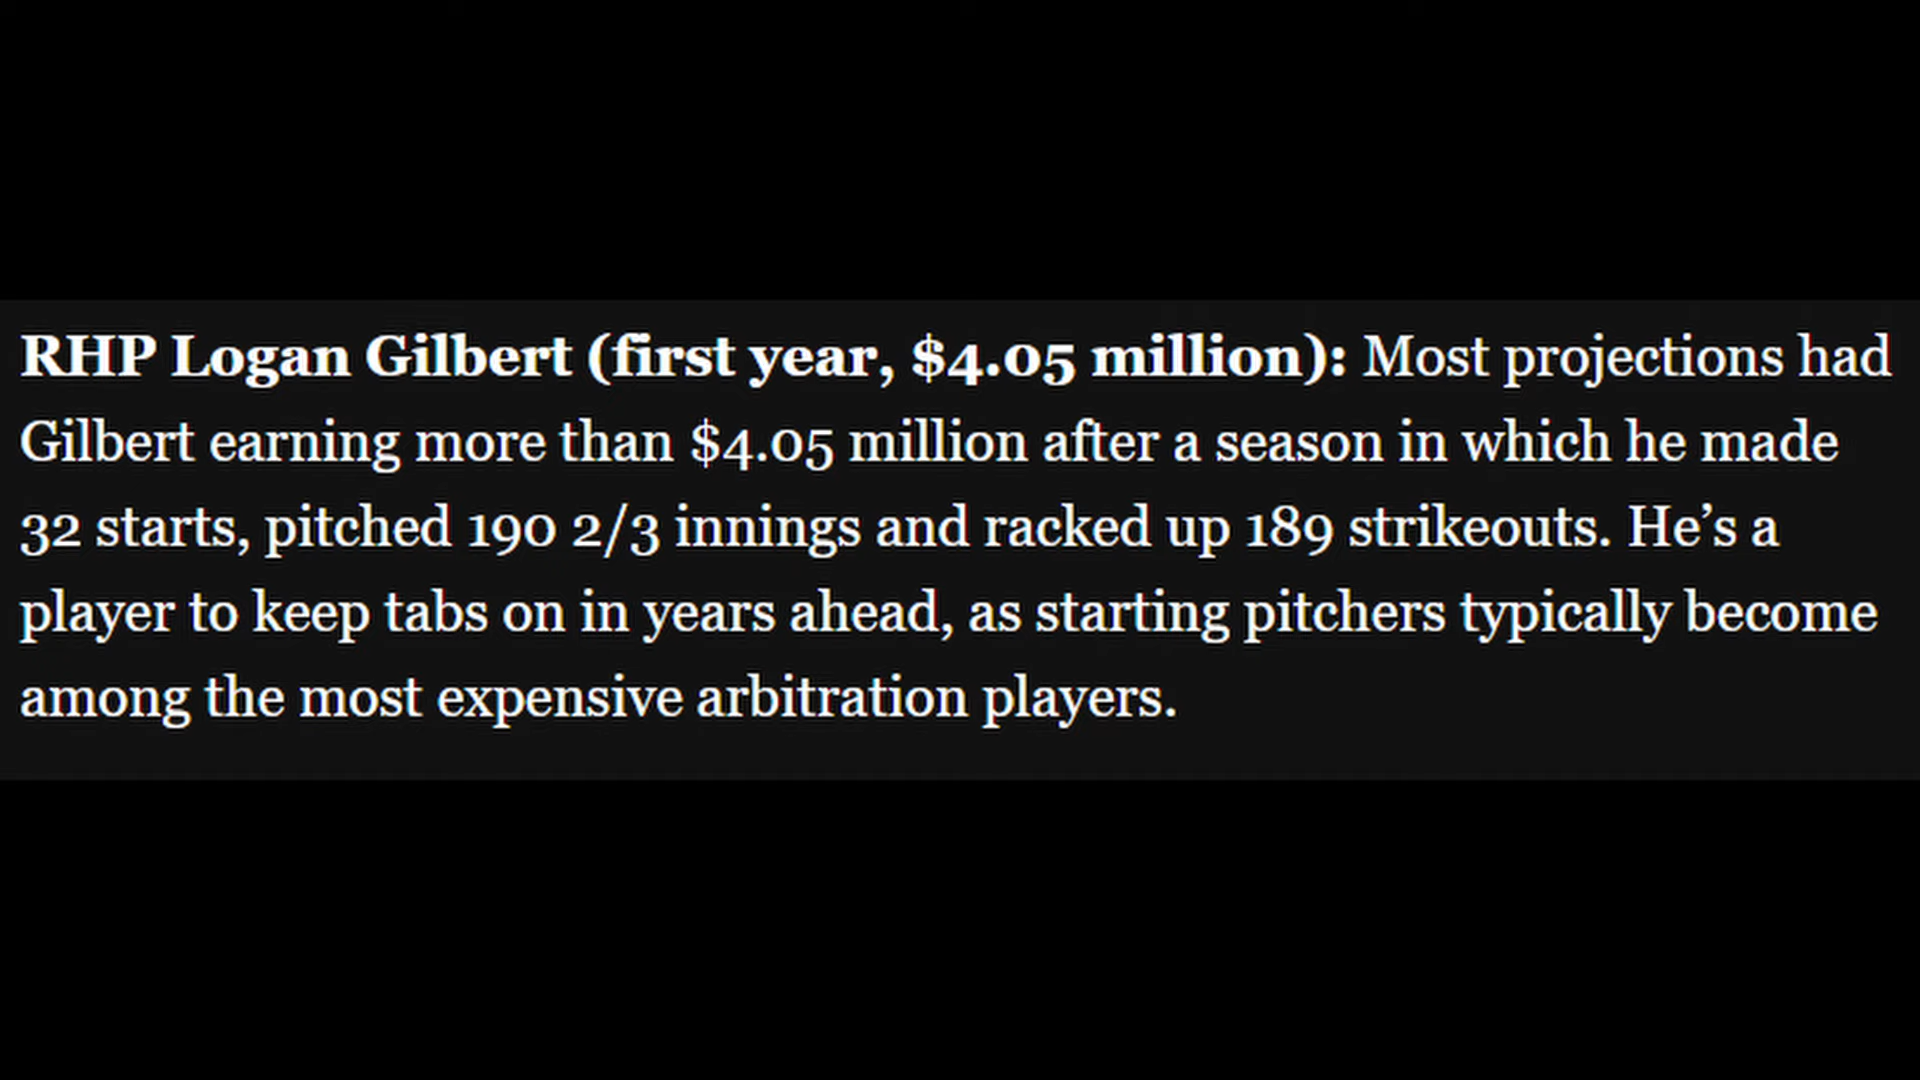 RHP Logan Gilbert (first year, $4.05 million): Most projections had
Gilbert earning more than $4.05 million after a season in which he made
32 starts, pitched 190 2/3 innings and racked up 189 strikeouts. He’s a
player to keep tabs on in years ahead, as starting pitchers typically become
among the most expensive arbitration players.